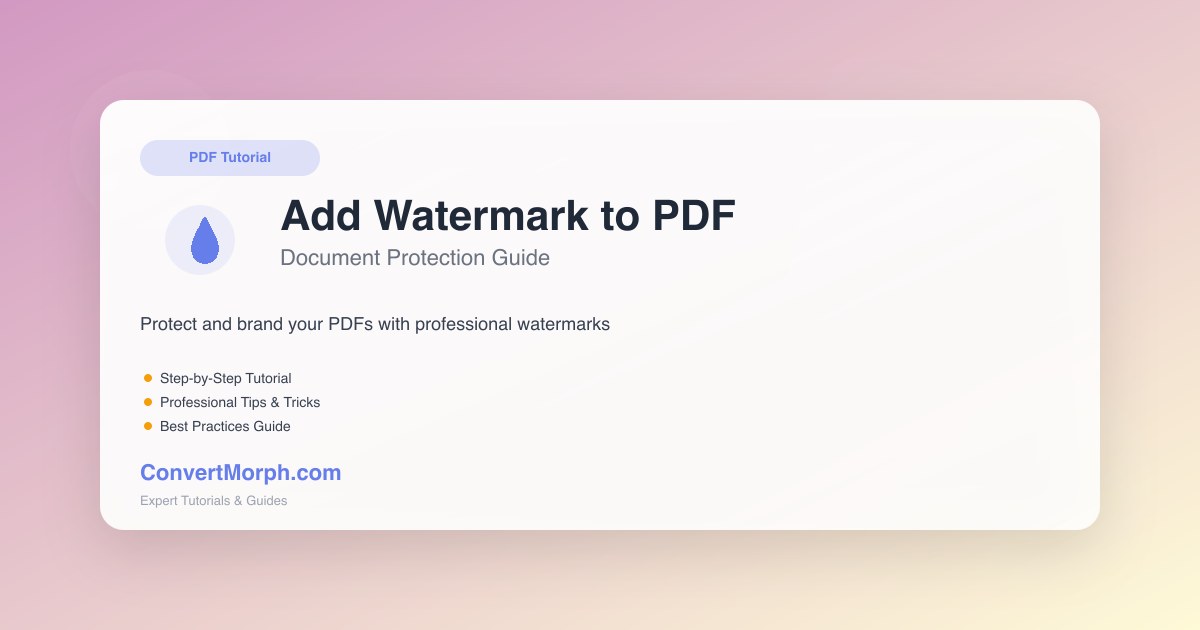 PDF Tutorial
Add Watermark to PDF
Document Protection Guide
Protect and brand your PDFs with professional watermarks
Step-by-Step Tutorial
Professional Tips & Tricks
Best Practices Guide
ConvertMorph.com
Expert Tutorials & Guides